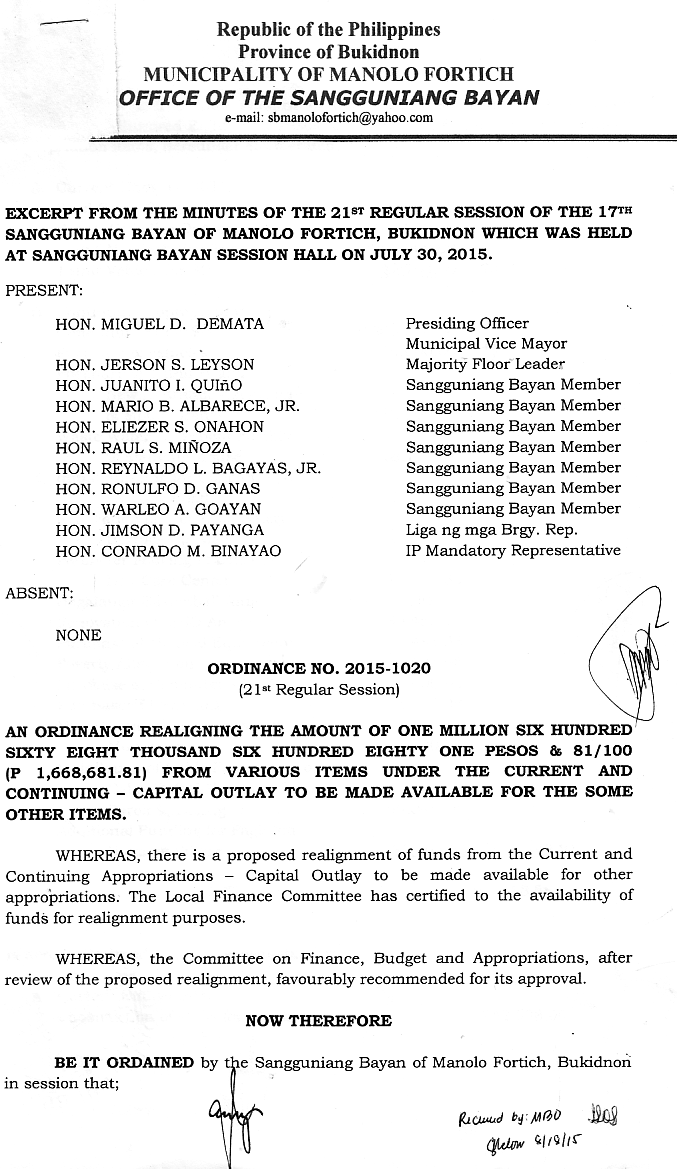 Republic of the Philippines
Province of Bukidnon
MUNICIPALITY OF MANOLO FORTICH
OFFICE OF THE SANGGUNIANG BAYAN
e-mail: sbmanolofortich@yahoo.com
EXCERPT FROM THE MINUTES OF THE 21ST REGULAR SESSION OF THE 17TH
SANGGUNIANG BAYAN OF MANOLO FORTICH, BUKIDNON WHICH WAS HELD
AT SANGGUNIANG BAYAN SESSION HALL ON JULY 30, 2015.
PRESENT:
HON. MIGUEL D. DEMATA Presiding Officer
Municipal Vice Mayor
HON. JERSON S. LEYSON Majority Floor Leader
HON. JUANITO I. QUIñO Sangguniang Bayan Member
HON. MARIO B. ALBARECE, JR. Sangguniang Bayan Member
HON. ELIEZER S. ONAHON Sangguniang Bayan Member
HON. RAUL S. MIÑOZA Sangguniang Bayan Member
HON. REYNALDO L. BAGAYAS, JR. Sangguniang Bayan Member
HON. RONULFO D. GANAS Sangguniang Bayan Member
HON. WARLEO A. GOAYAN Sangguniang Bayan Member
HON. JIMSON D. PAYANGA Liga ng mga Brgy. Rep.
HON. CONRADO M. BINAYAO IP Mandatory Representative
ABSENT:
NONE
ORDINANCE NO. 2015-1020
(21st Regular Session)
AN ORDINANCE REALIGNING THE AMOUNT OF ONE MILLION SIX HUNDRED
SIXTY EIGHT THOUSAND SIX HUNDRED EIGHTY ONE PESOS & 81/100
(P 1,668,681.81) FROM VARIOUS ITEMS UNDER THE CURRENT AND
CONTINUING – CAPITAL OUTLAY TO BE MADE AVAILABLE FOR THE SOME
OTHER ITEMS.
WHEREAS, there is a proposed realignment of funds from the Current and
Continuing Appropriations – Capital Outlay to be made available for other
appropriations. The Local Finance Committee has certified to the availability of
funds for realignment purposes.
WHEREAS, the Committee on Finance, Budget and Appropriations, after
review of the proposed realignment, favourably recommended for its approval.
NOW THEREFORE
BE IT ORDAINED by the Sangguniang Bayan of Manolo Fortich, Bukidnon
in session that;
Received by: MBO
8/18/15